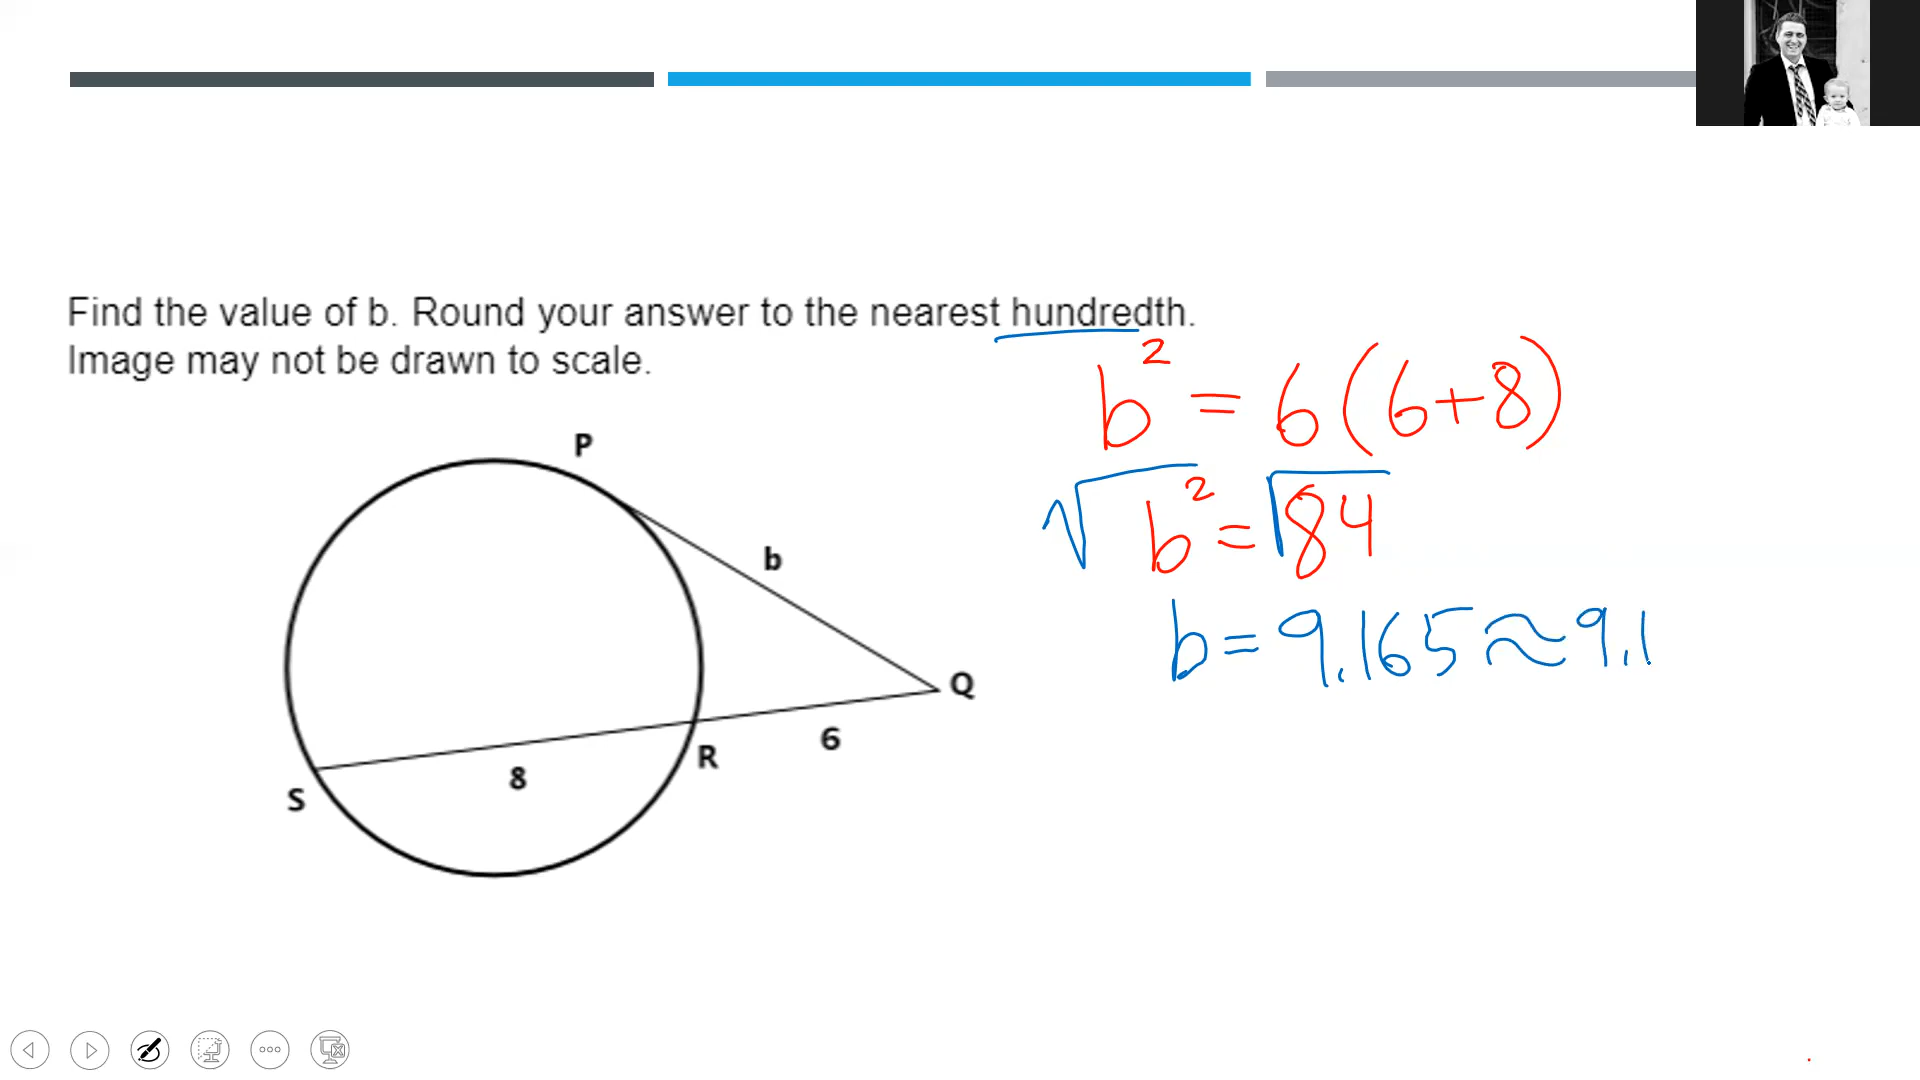 Find the value of b. Round your answer to the nearest hundredth.
Image may not be drawn to scale.
b² = 6(6+8)
√b² = √84
b = 9.165 ≈ 9.1
P
b
Q
6
R
8
S